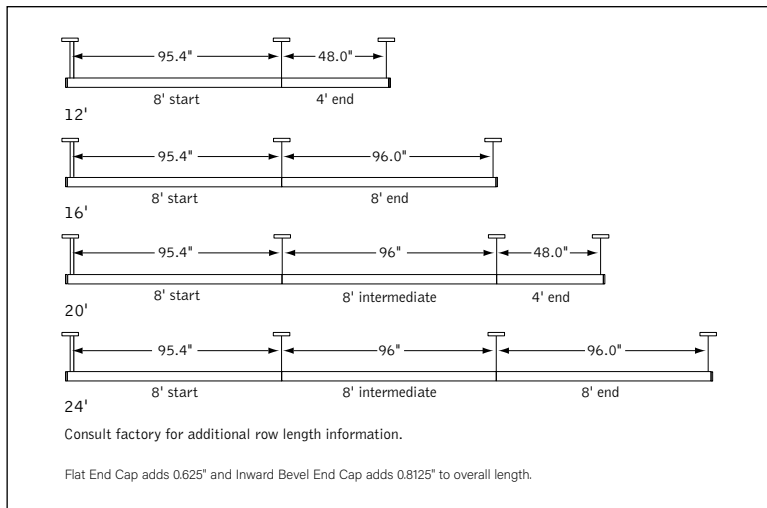 95.4" 48.0"
8' start 4' end
12'
95.4" 96.0"
8' start 8' end
16'
95.4" 96" 48.0"
8' start 8' intermediate 4' end
20'
95.4" 96" 96.0"
8' start 8' intermediate 8' end
24'
Consult factory for additional row length information.
Flat End Cap adds 0.625" and Inward Bevel End Cap adds 0.8125" to overall length.